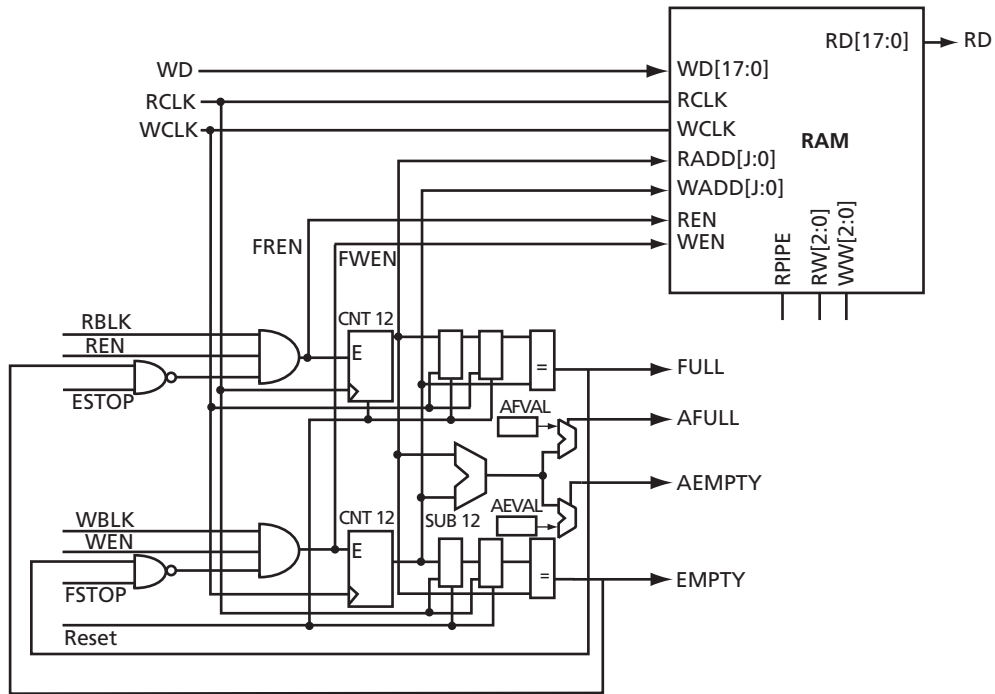 RD[17:0]
RD
WD
WD[17:0]
RCLK
RCLK
WCLK
WCLK
RAM
RADD[J:0]
WADD[J:0]
REN
WEN
RPIPE
RW[2:0]
WW[2:0]
FREN
FWEN
RBLK
REN
ESTOP
CNT 12
E
=
FULL
AFVAL
AFULL
AEMPTY
AEVAL
SUB 12
WBLK
WEN
FSTOP
CNT 12
E
=
EMPTY
Reset